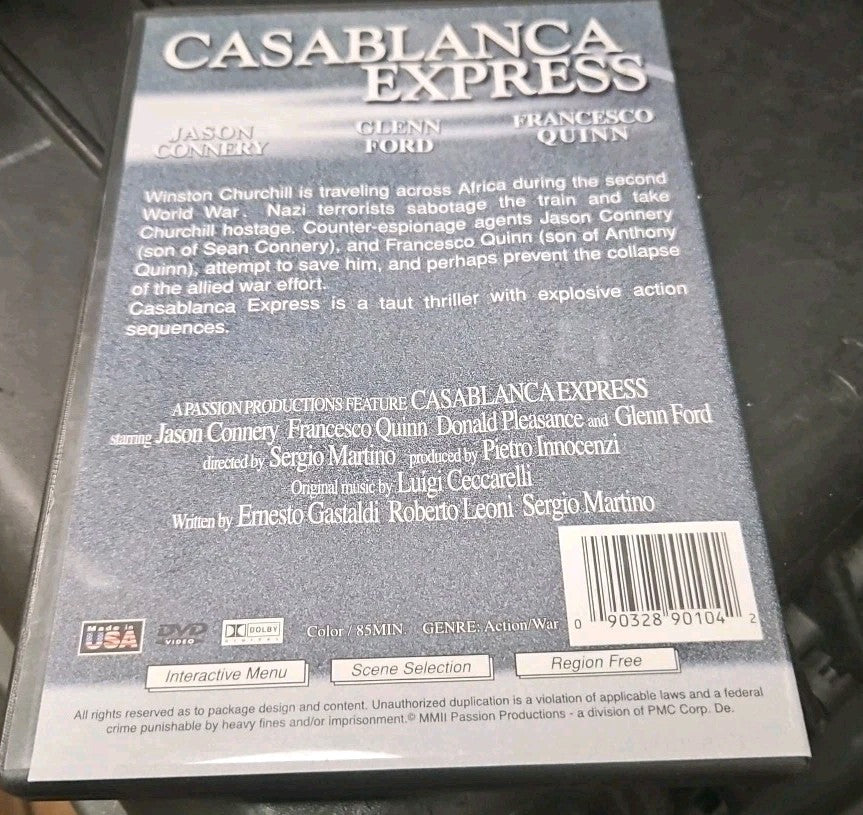 CASABLANCA
EXPRESS
JASON CONNERY
GLENN FORD
FRANCESCO QUINN
Winston Churchill is traveling across Africa during the second
World War. Nazi terrorists sabotage the train and take
Churchill hostage. Counter-espionage agents Jason Connery
(son of Sean Connery), and Francesco Quinn (son of Anthony
Quinn), attempt to save him, and perhaps prevent the collapse
of the allied war effort.
Casablanca Express is a taut thriller with explosive action
sequences.
A PASSION PRODUCTIONS FEATURE CASABLANCA EXPRESS
starring Jason Connery Francesco Quinn Donald Pleasance and Glenn Ford
directed by Sergio Martino produced by Pietro Innocenzi
Original music by Luigi Ceccarelli
Written by Ernesto Gastaldi Roberto Leoni Sergio Martino
Made in
USA
DVD
VIDEO
DOLBY
DIGITAL
Color / 85MIN. GENRE: Action/War
0 90328 90104 2
Interactive Menu
Scene Selection
Region Free
All rights reserved as to package design and content. Unauthorized duplication is a violation of applicable laws and a federal
crime punishable by heavy fines and/or imprisonment.© MMII Passion Productions - a division of PMC Corp. De.